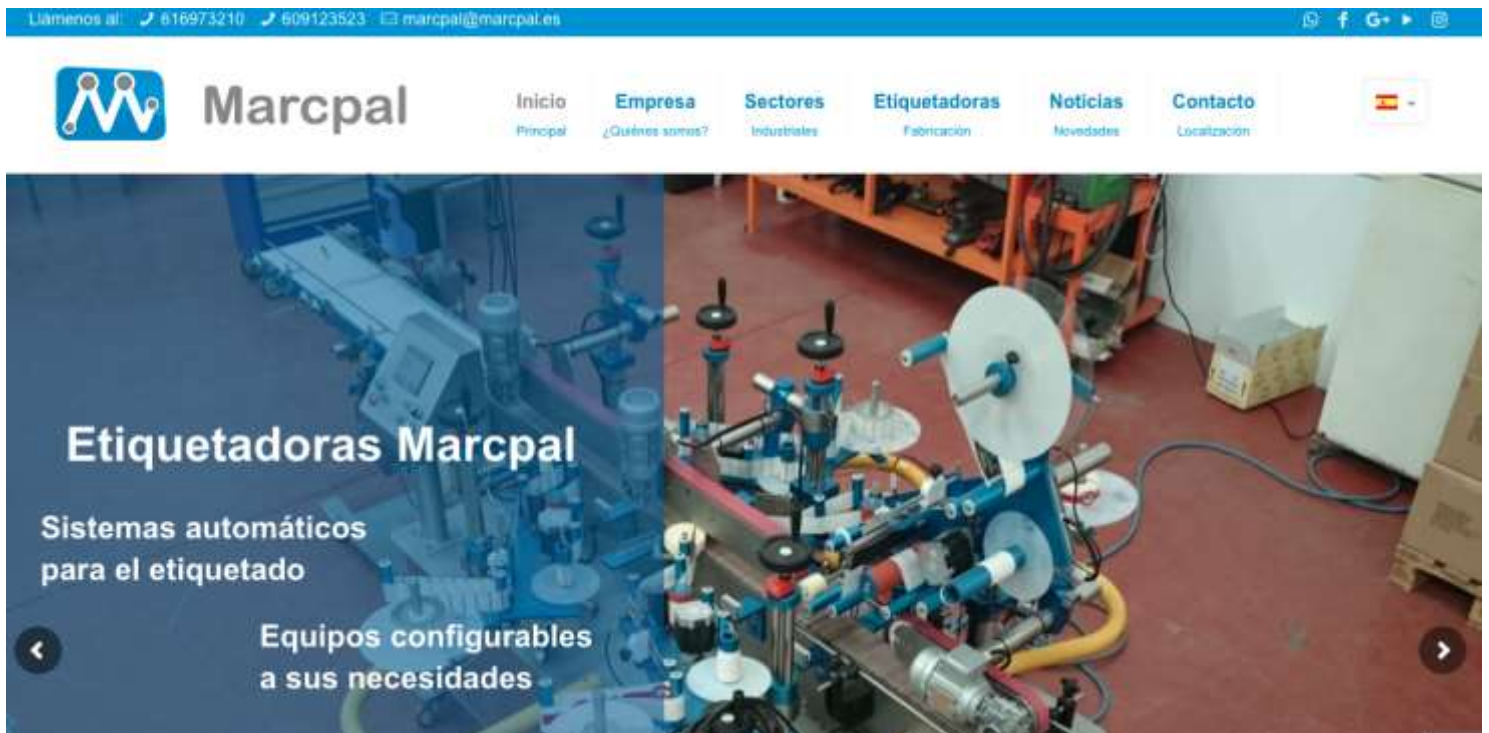 Llámenos al: 616973210 609123523 marcpal@marcpal.es
G+
Marcpal
Inicio Empresa Sectores Etiquetadoras Noticias Contacto
Principal ¿Quiénes somos? Industriales Fabricación Novedades Localización
Etiquetadoras Marcpal
Sistemas automáticos
para el etiquetado
Equipos configurables
a sus necesidades